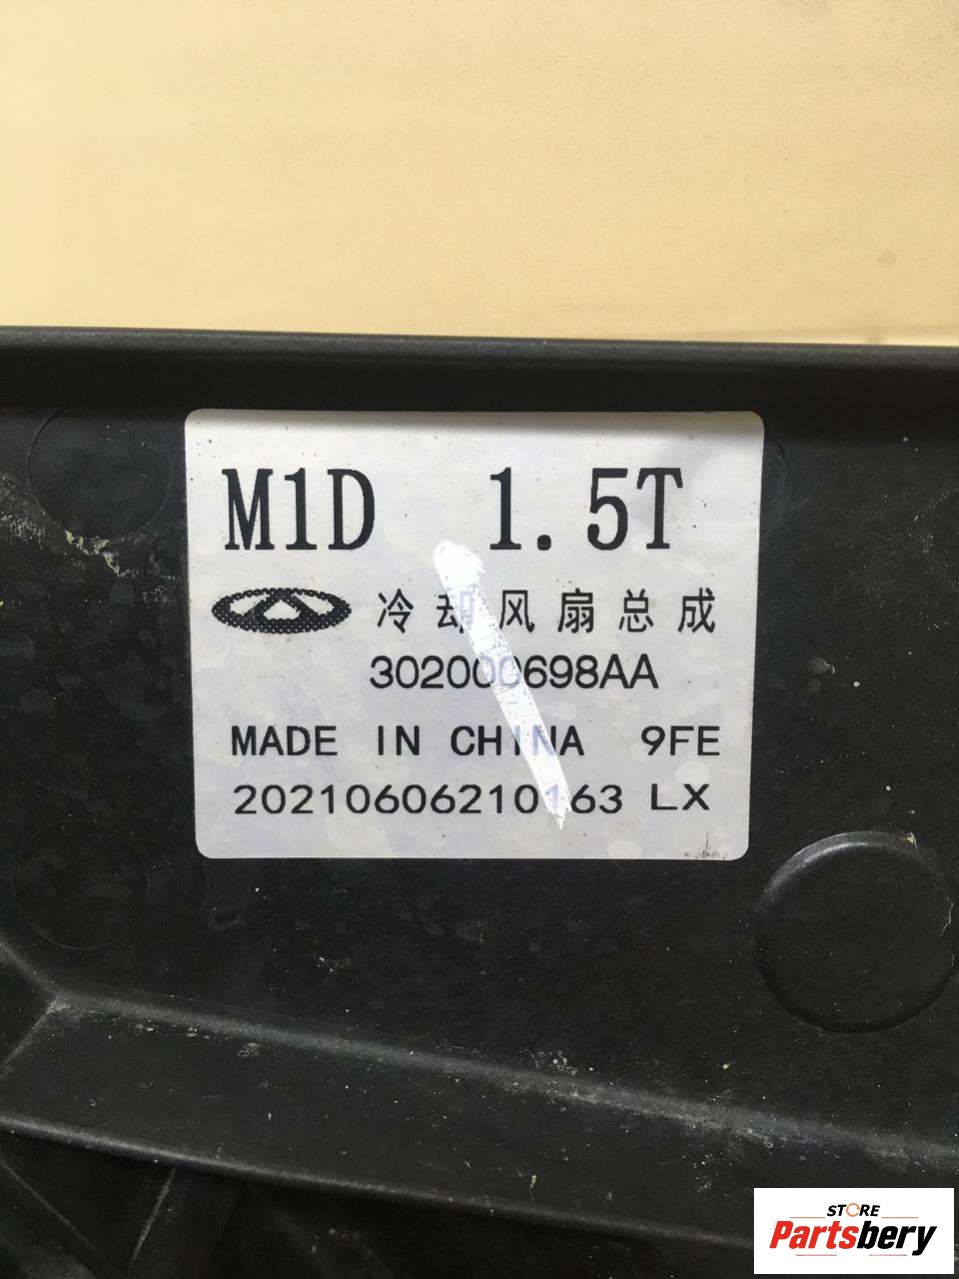 M1D 1.5T
冷却风扇总成
302000698AA
MADE IN CHINA 9FE
20210606210163 LX
STORE
Partsbery